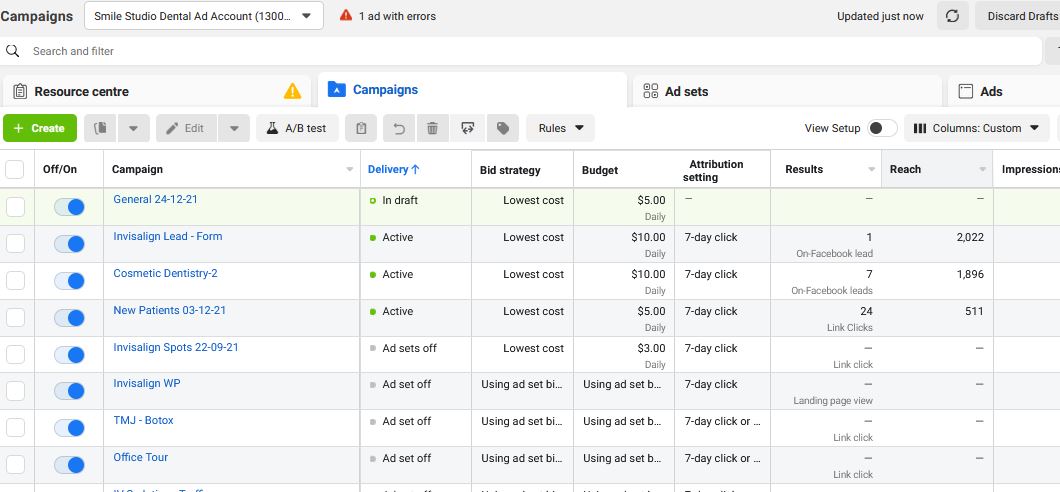 Campaigns Smile Studio Dental Ad Account (1300... 1 ad with errors Updated just now Discard Drafts
Search and filter
Resource centre Campaigns Ad sets Ads
+ Create Edit A/B test Rules View Setup Columns: Custom
Off/On Campaign Delivery ↑ Bid strategy Budget Attribution setting Results Reach Impressions
General 24-12-21 In draft Lowest cost $5.00 — — —
Daily
Invisalign Lead - Form Active Lowest cost $10.00 7-day click 1 2,022
Daily On-Facebook lead
Cosmetic Dentistry-2 Active Lowest cost $10.00 7-day click 7 1,896
Daily On-Facebook leads
New Patients 03-12-21 Active Lowest cost $5.00 7-day click 24 511
Daily Link Clicks
Invisalign Spots 22-09-21 Ad sets off Lowest cost $3.00 7-day click — —
Daily Link click
Invisalign WP Ad set off Using ad set bi... Using ad set b... 7-day click — —
Landing page view
TMJ - Botox Ad set off Using ad set bi... Using ad set b... 7-day click or ... — —
Link click
Office Tour Ad set off Using ad set bi... Using ad set b... 7-day click or ... — —
Link click